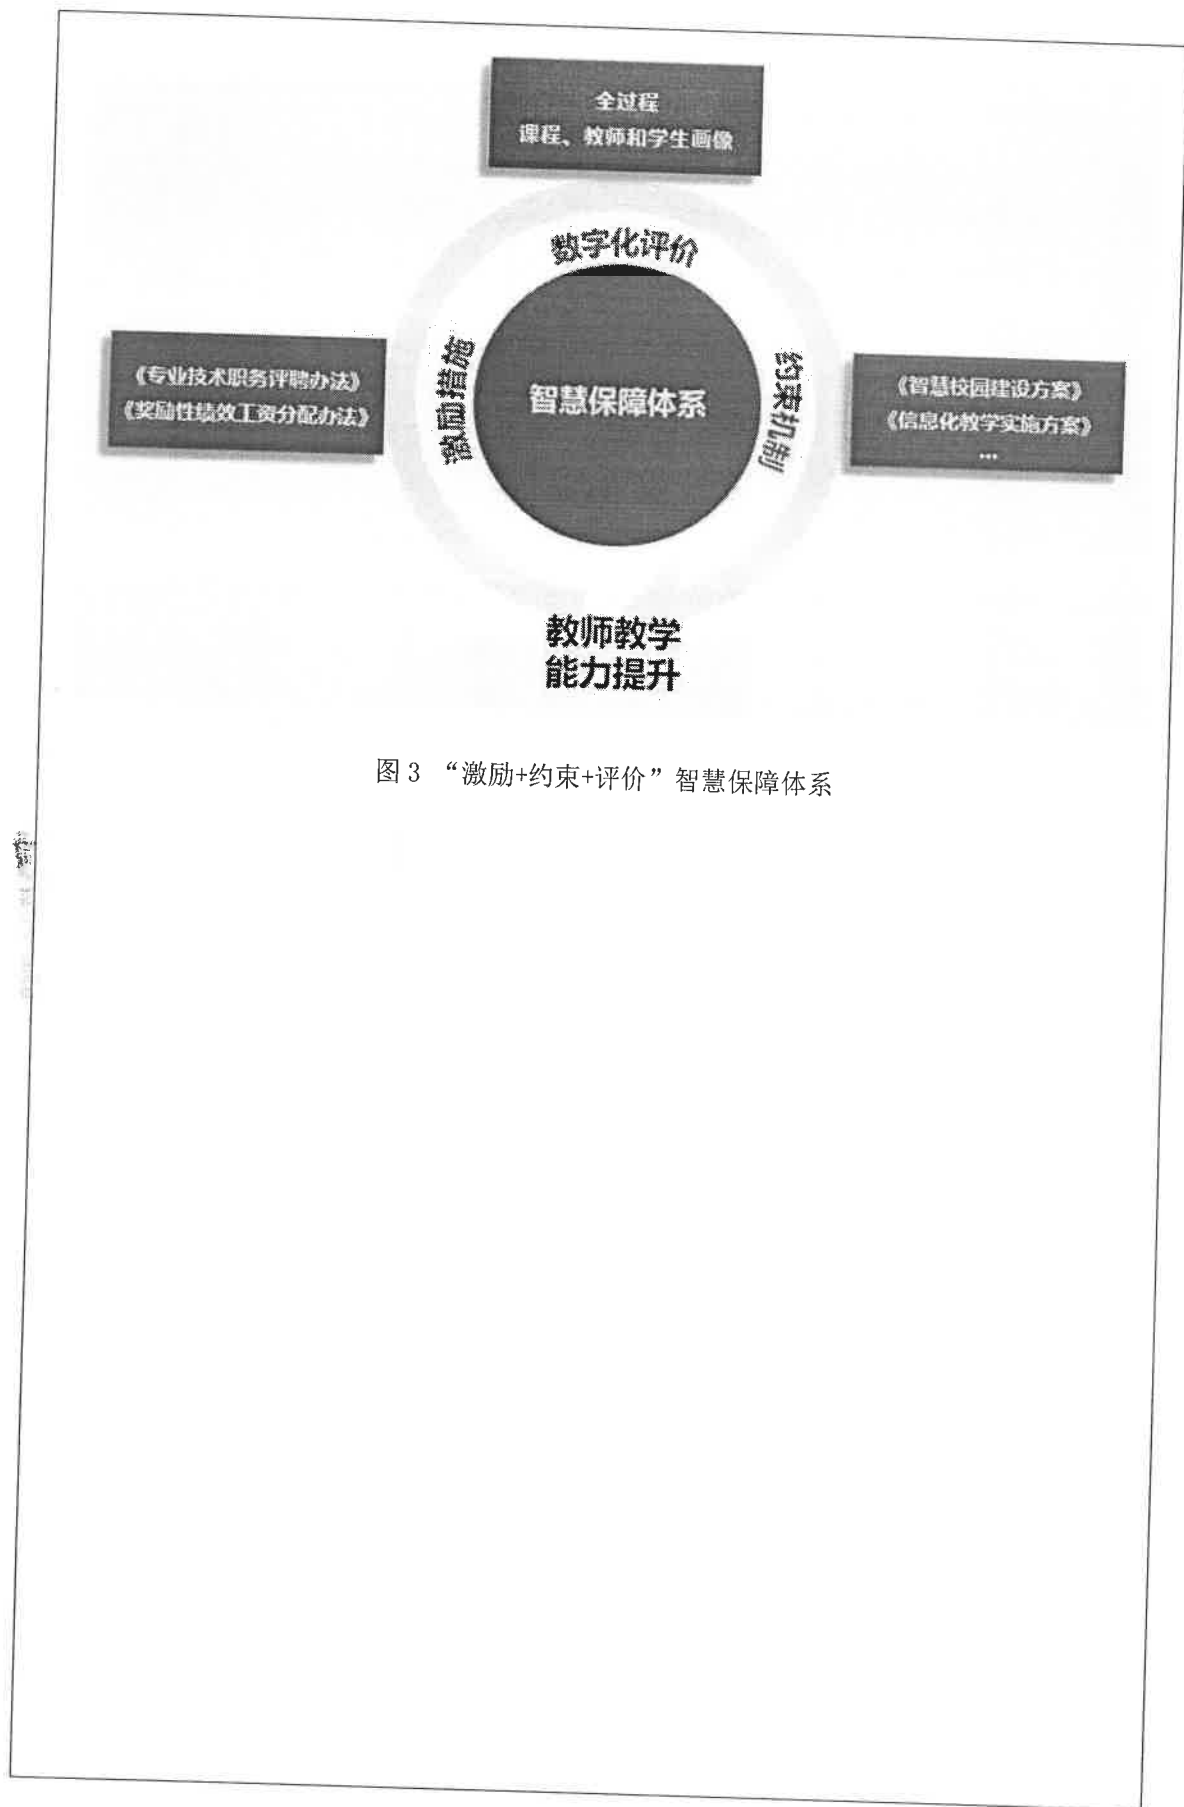 全过程
课程、教师和学生画像
数字化评价
激励措施
约束机制
《专业技术职务评聘办法》
《奖励性绩效工资分配办法》
智慧保障体系
《智慧校园建设方案》
《信息化教学实施方案》
...
教师教学
能力提升
图 3 “激励+约束+评价”智慧保障体系